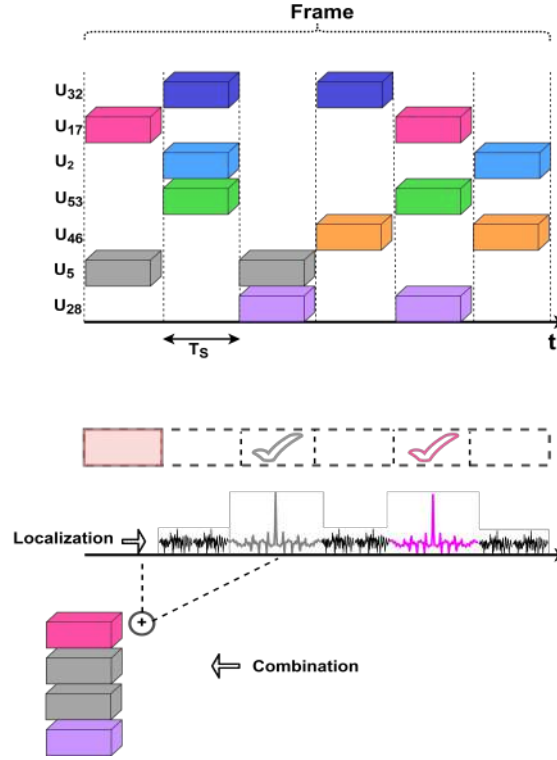 Frame
U32
U17
U2
U53
U46
U5
U28
TS
t
Localization
+
Combination